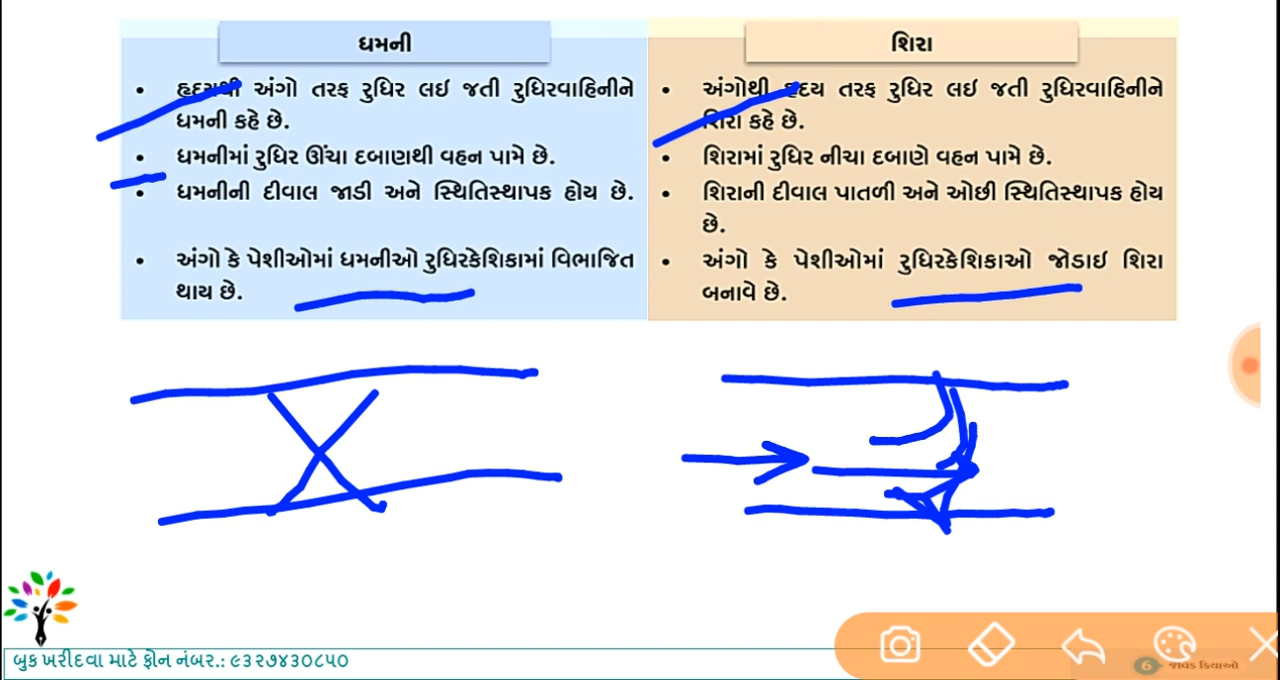 ધમની
હૃદયથી અંગો તરફ રુધિર લઇ જતી રુધિરવાહિનીને
ધમની કહે છે.
ધમનીમાં રુધિર ઊંચા દબાણથી વહન પામે છે.
ધમનીની દીવાલ જાડી અને સ્થિતિસ્થાપક હોય છે.
અંગો કે પેશીઓમાં ધમનીઓ રુધિરકેશિકામાં વિભાજિત
થાય છે.
શિરા
અંગોથી હૃદય તરફ રુધિર લઇ જતી રુધિરવાહિનીને
શિરા કહે છે.
શિરામાં રુધિર નીચા દબાણે વહન પામે છે.
શિરાની દીવાલ પાતળી અને ઓછી સ્થિતિસ્થાપક હોય
છે.
અંગો કે પેશીઓમાં રુધિરકેશિકાઓ જોડાઇ શિરા
બનાવે છે.
બુક ખરીદવા માટે ફોન નંબર.: ૯૩૨૭૪૩૦૮૫૦
6 જૈવિક ક્રિયાઓ